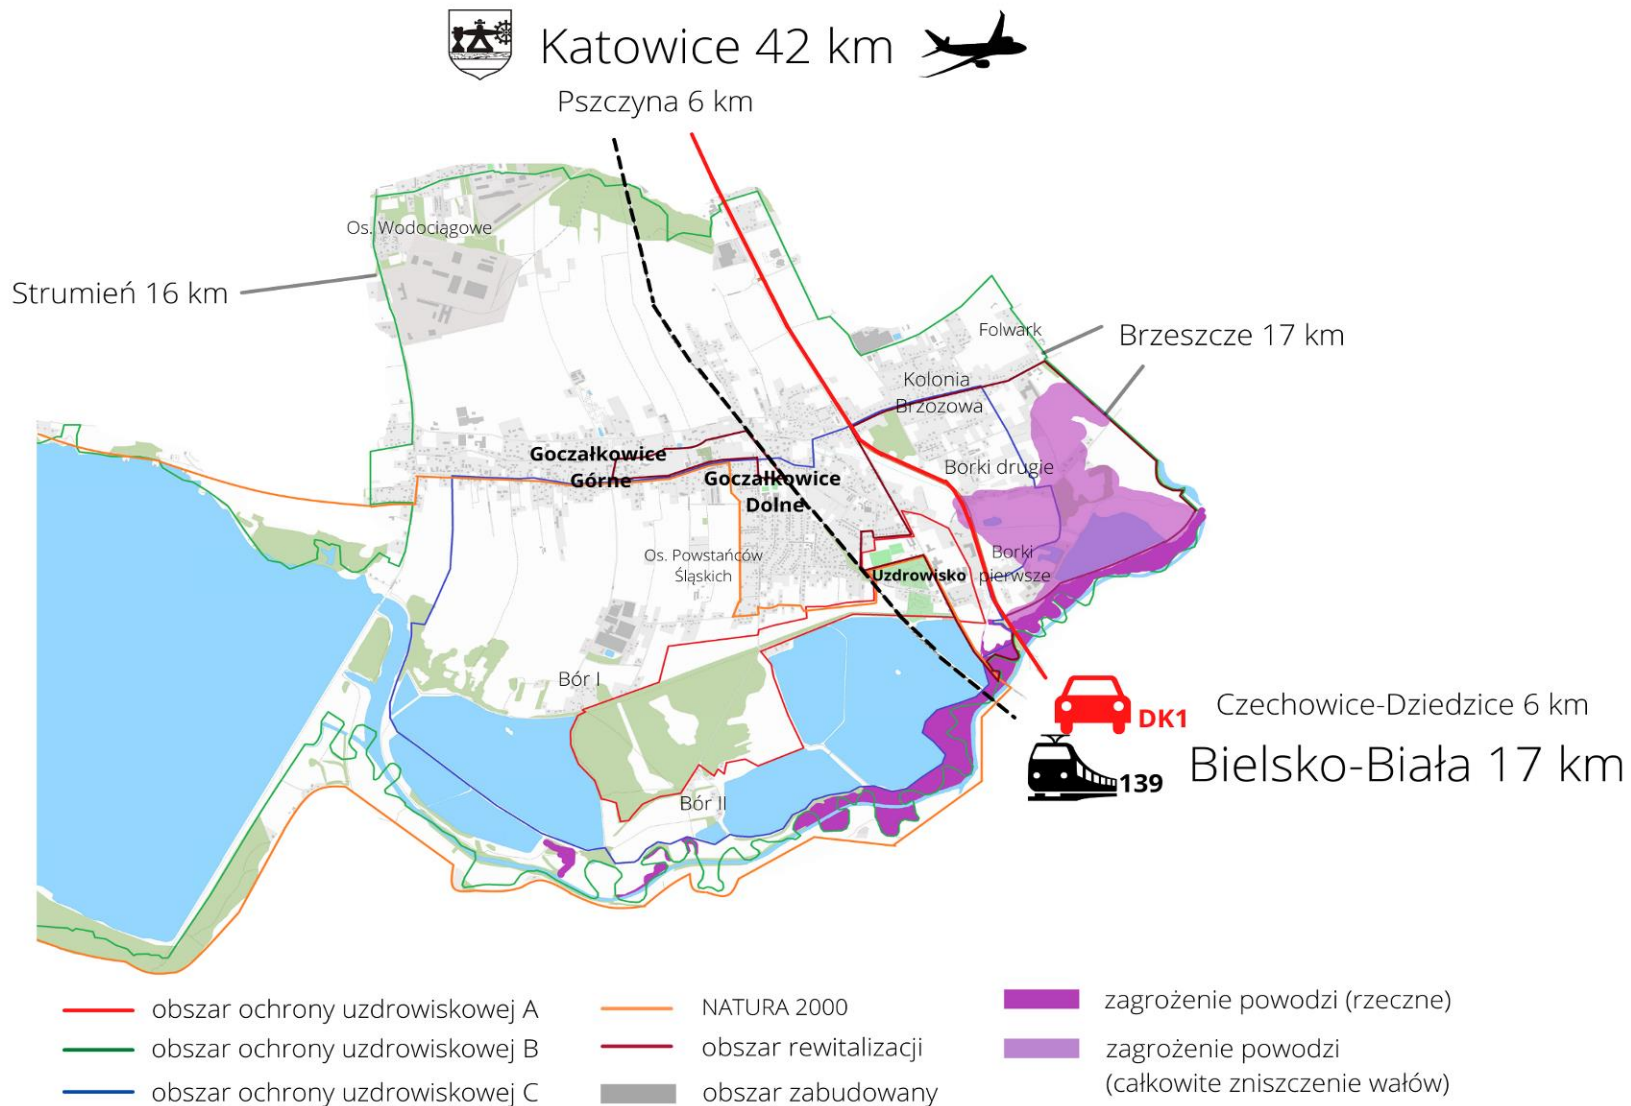 Katowice 42 km
Pszczyna 6 km
Os. Wodociągowe
Strumień 16 km
Folwark
Brzeszcze 17 km
Kolonia
Brzozowa
Goczałkowice
Górne
Goczałkowice
Dolne
Borki drugie
Os. Powstańców
Śląskich
Uzdrowisko
Borki
pierwsze
Bór I
Bór II
DK1
Czechowice-Dziedzice 6 km
139
Bielsko-Biała 17 km
obszar ochrony uzdrowiskowej A
obszar ochrony uzdrowiskowej B
obszar ochrony uzdrowiskowej C
NATURA 2000
obszar rewitalizacji
obszar zabudowany
zagrożenie powodzi (rzeczne)
zagrożenie powodzi
(całkowite zniszczenie wałów)